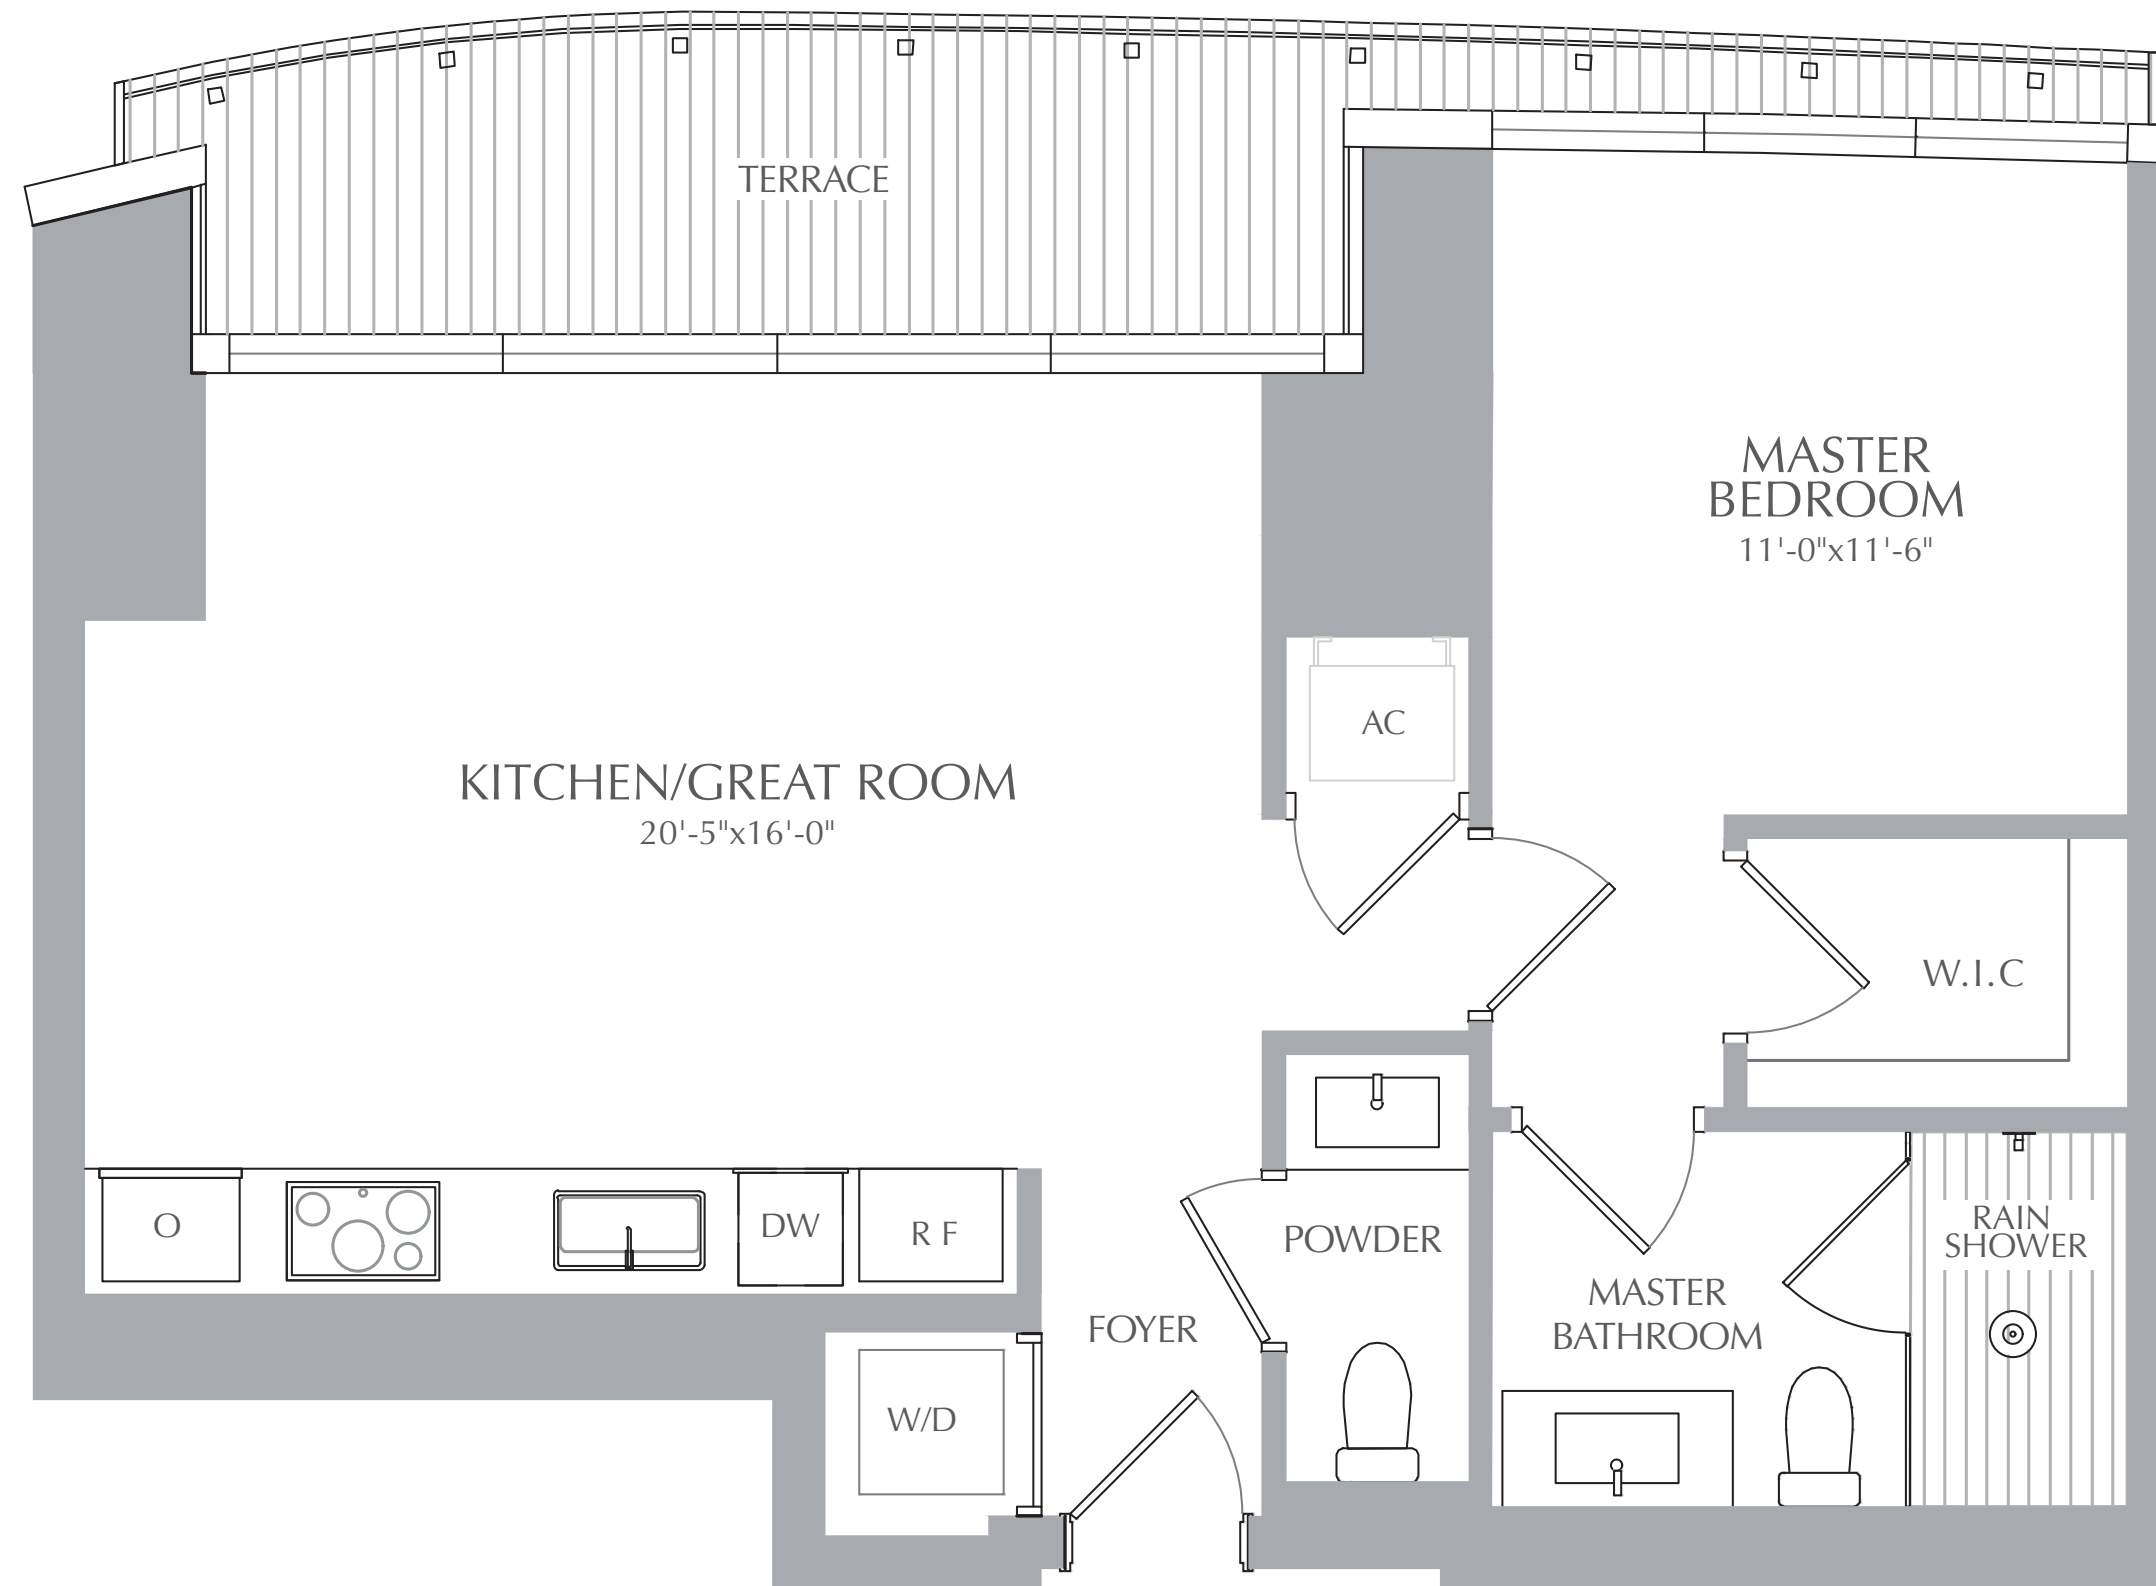 TERRACE
MASTER
BEDROOM
11'-0"x11'-6"
AC
KITCHEN/GREAT ROOM
20'-5"x16'-0"
W.I.C
O
DW
R F
POWDER
RAIN
SHOWER
FOYER
MASTER
BATHROOM
W/D